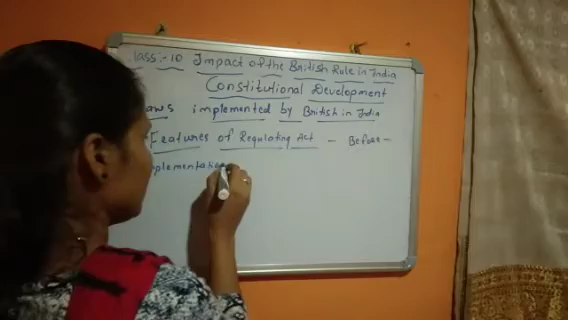 lass:- 10 Impact of the British Rule in India
Constitutional Development
aws implemented by British in India
Features of Regulating Act - Before -
plementation